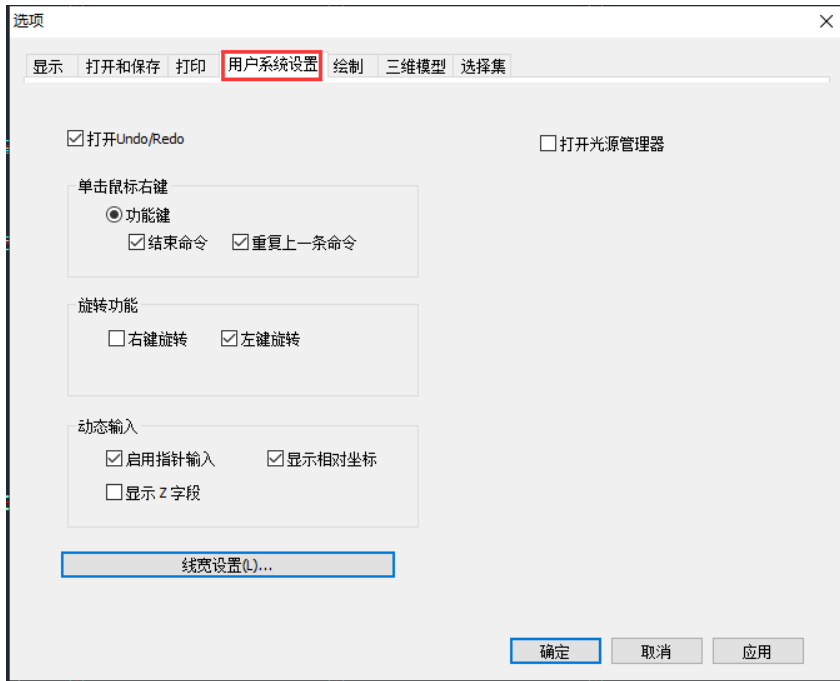 选项
显示 打开和保存 打印 用户系统设置 绘制 三维模型 选择集
打开Undo/Redo 打开光源管理器
单击鼠标右键
功能键
结束命令 重复上一条命令
旋转功能
右键旋转 左键旋转
动态输入
启用指针输入 显示相对坐标
显示 Z 字段
线宽设置(L)...
确定 取消 应用